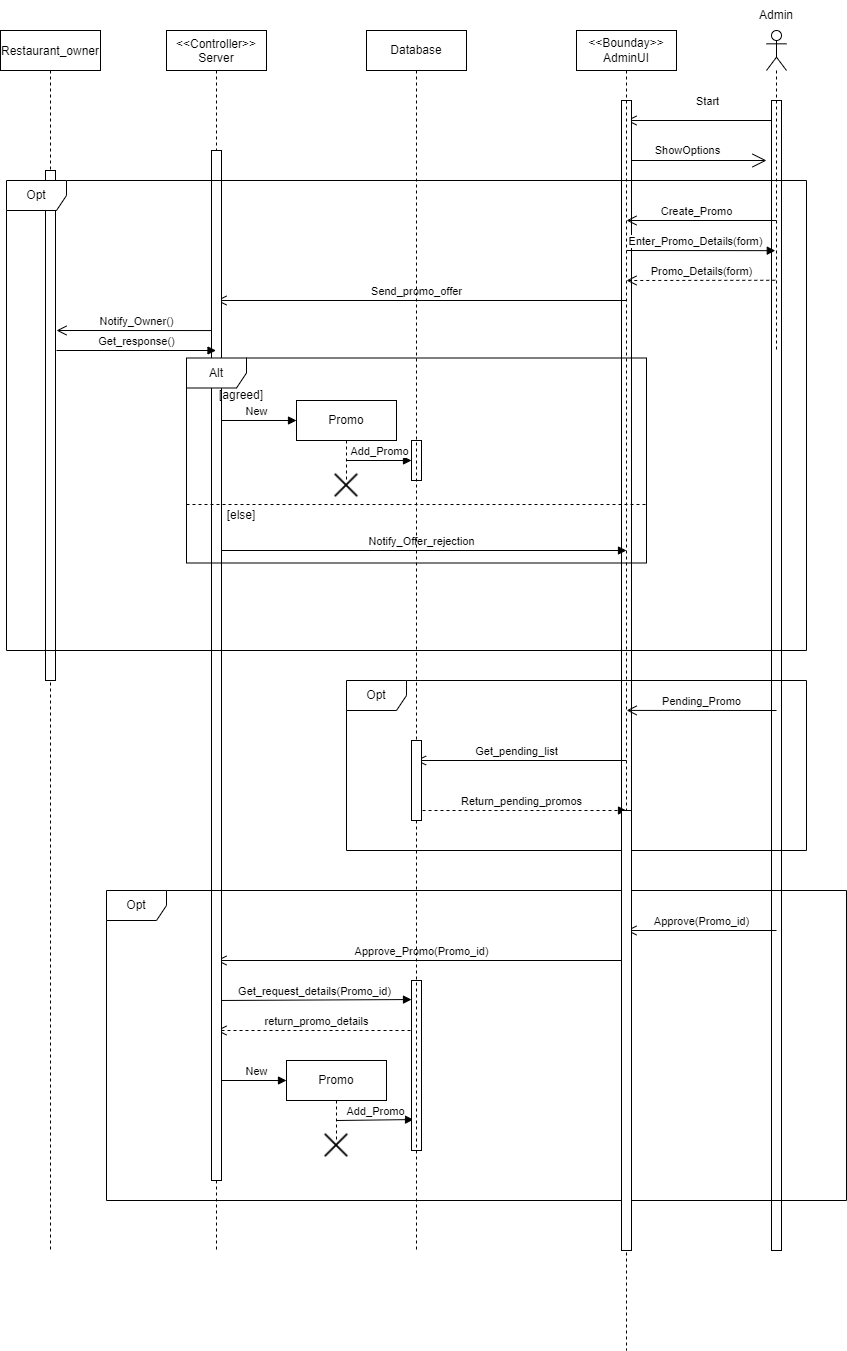 Admin
Restaurant_owner
<<Controller>>
Server
Database
<<Bounday>>
AdminUI
Start
ShowOptions
Opt
Create_Promo
Enter_Promo_Details(form)
Promo_Details(form)
Send_promo_offer
Notify_Owner()
Get_response()
Alt
[agreed]
New
Promo
Add_Promo
[else]
Notify_Offer_rejection
Opt
Pending_Promo
Get_pending_list
Return_pending_promos
Opt
Approve(Promo_id)
Approve_Promo(Promo_id)
Get_request_details(Promo_id)
return_promo_details
New
Promo
Add_Promo